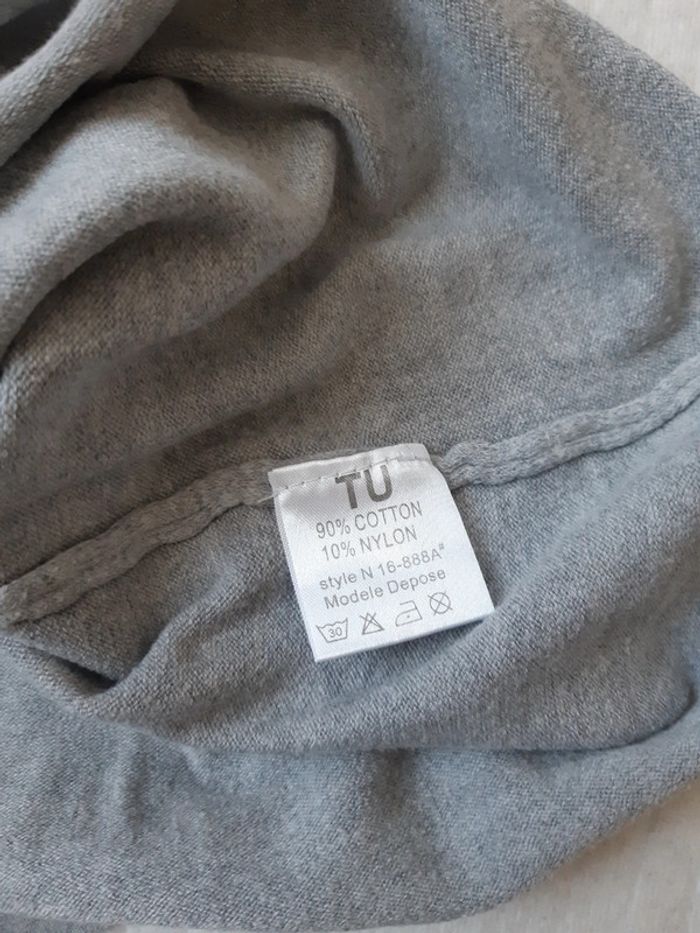 TU
90% COTTON
10% NYLON
style N 16-888A#
Modele Depose
30